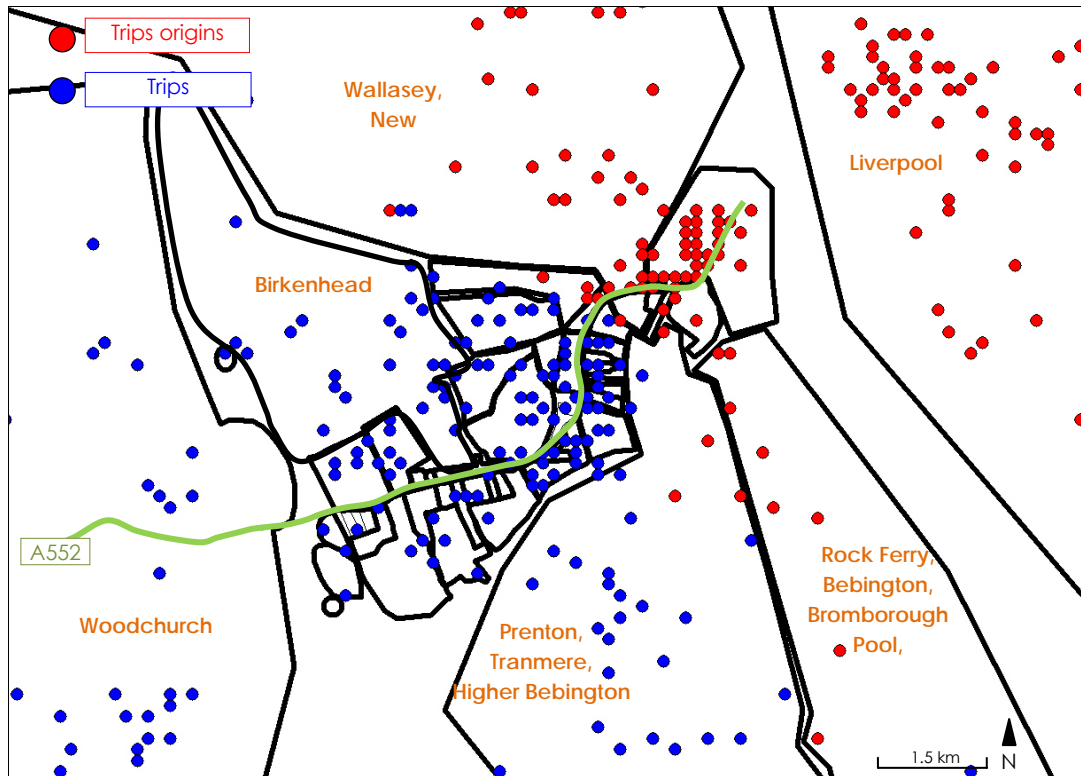 Trips origins
Trips
Wallasey,
New
Liverpool
Birkenhead
A552
Woodchurch
Prenton,
Tranmere,
Higher Bebington
Rock Ferry,
Bebington,
Bromborough
Pool,
1.5 km
N